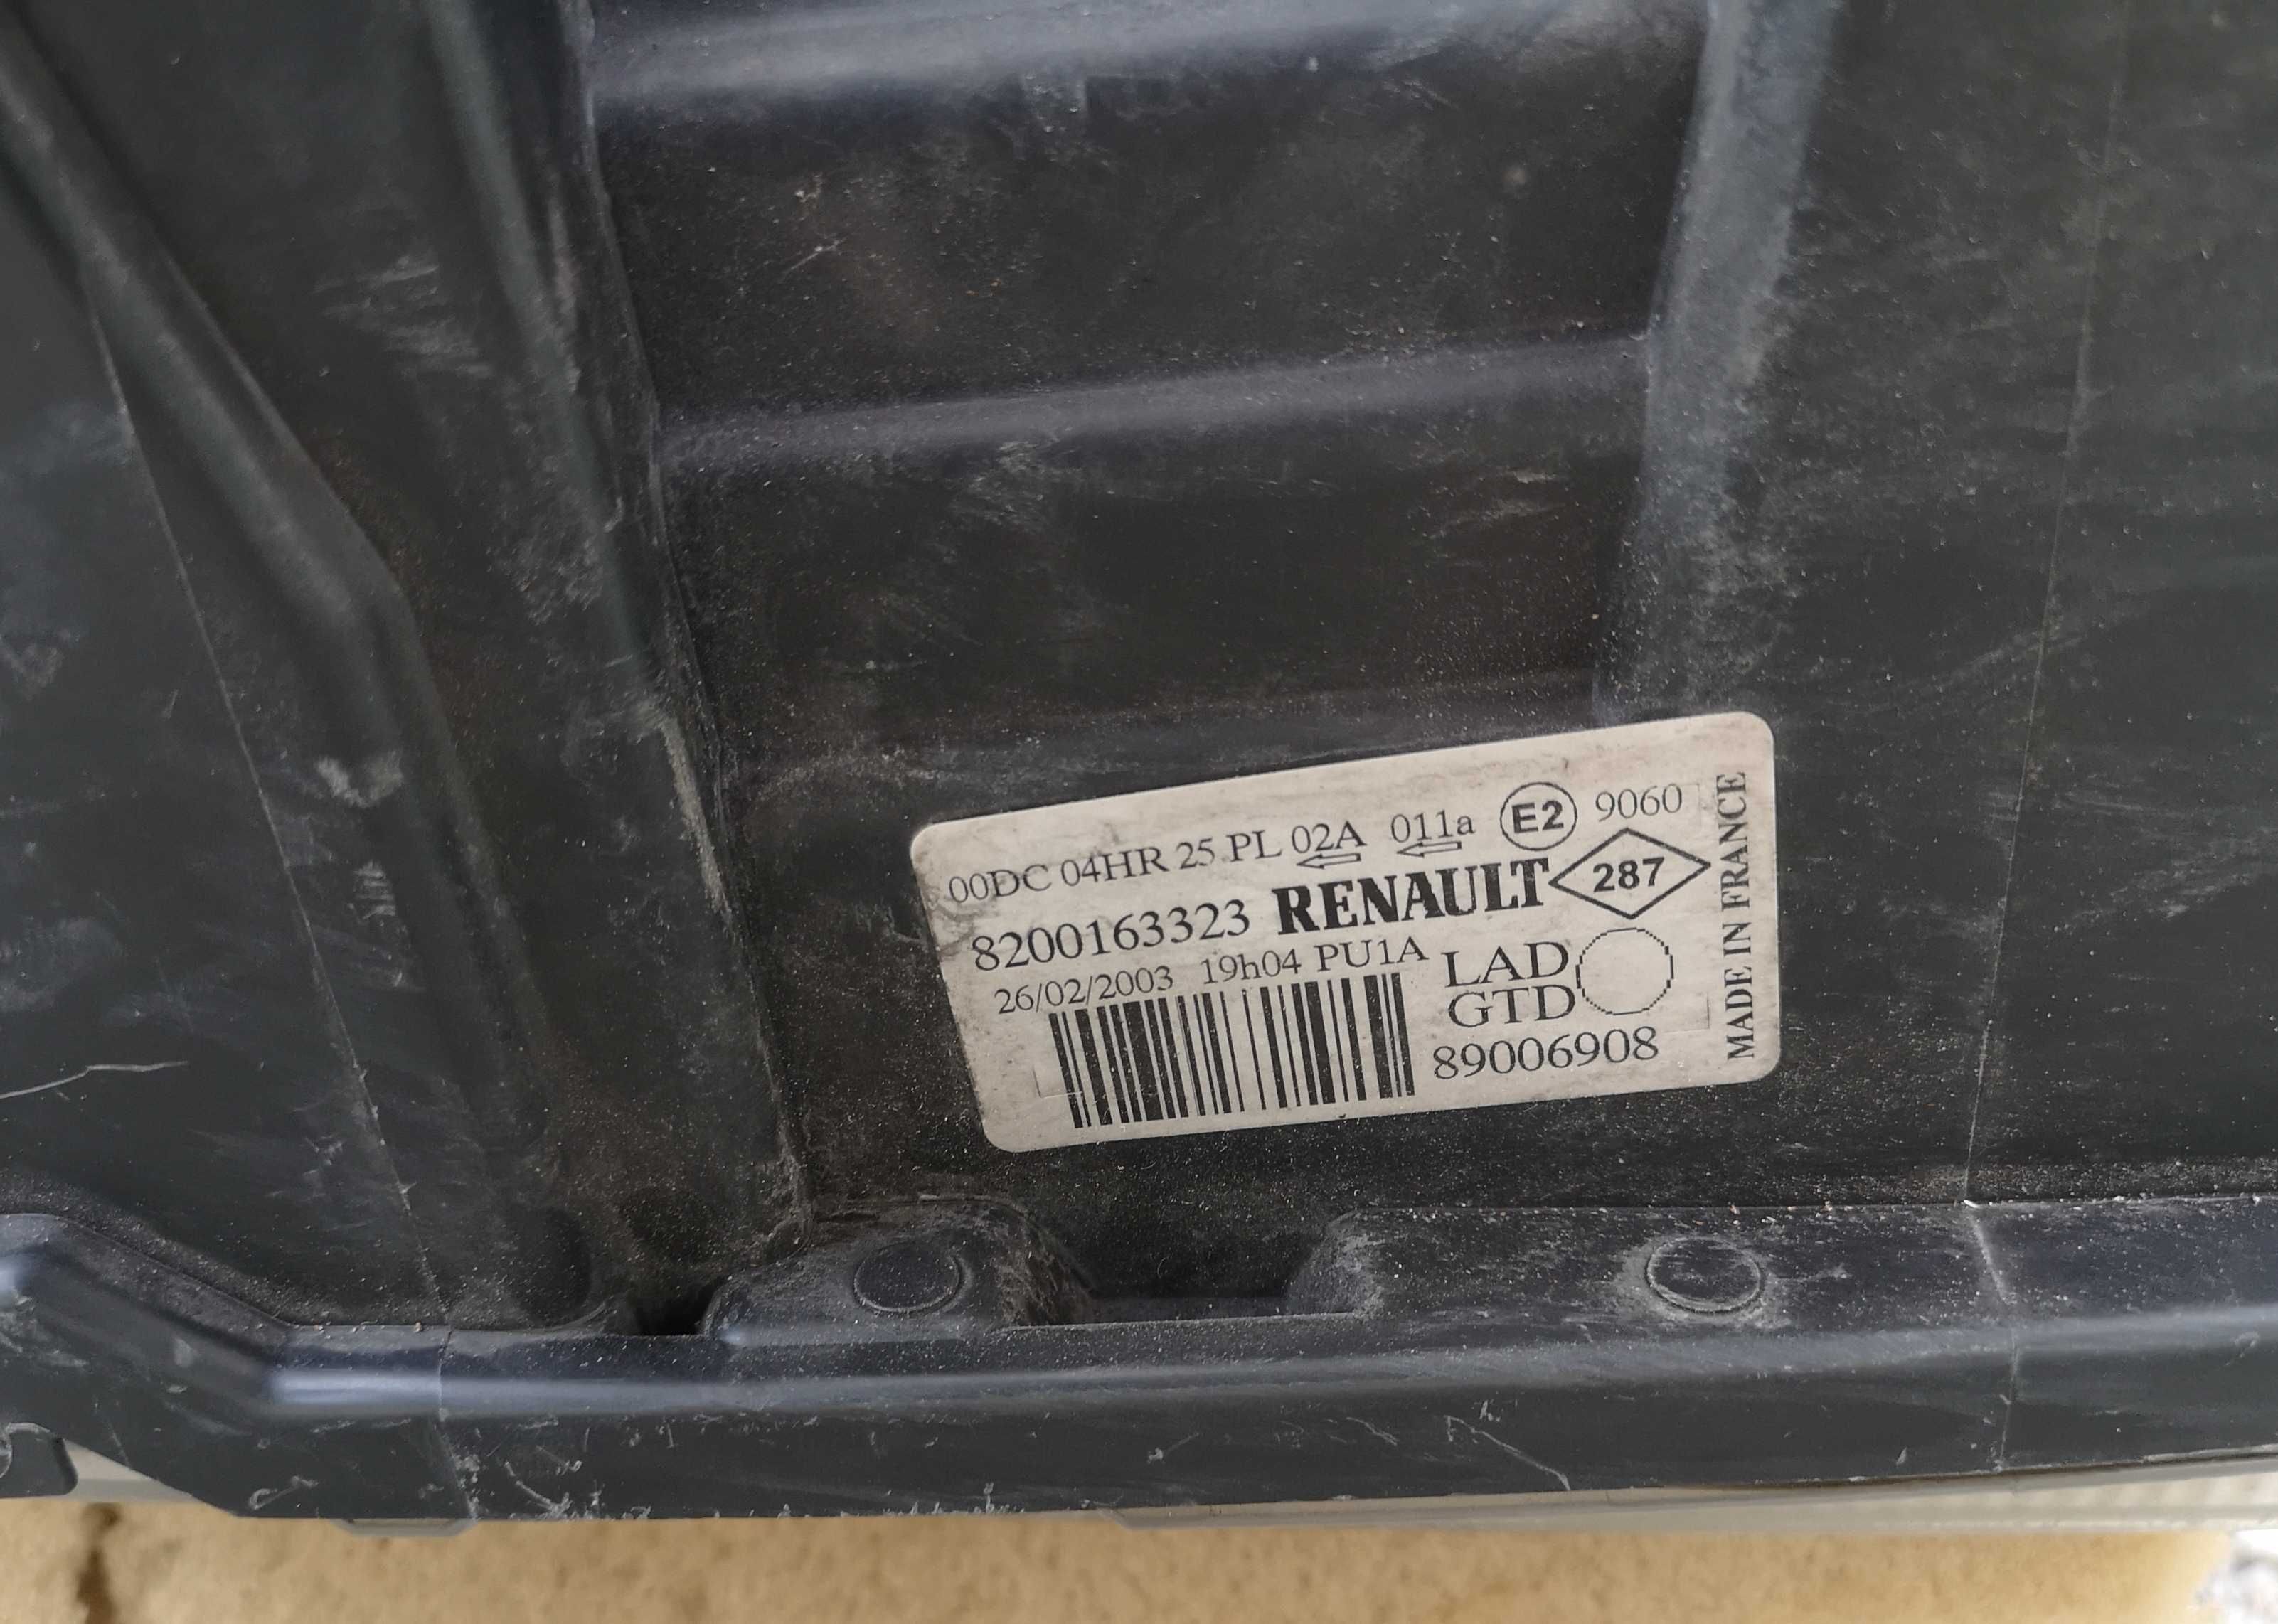 00DC 04HR 25 PL 02A 011a E2 9060
8200163323 RENAULT 287
26/02/2003 19h04 PU1A LAD
GTD
89006908
MADE IN FRANCE